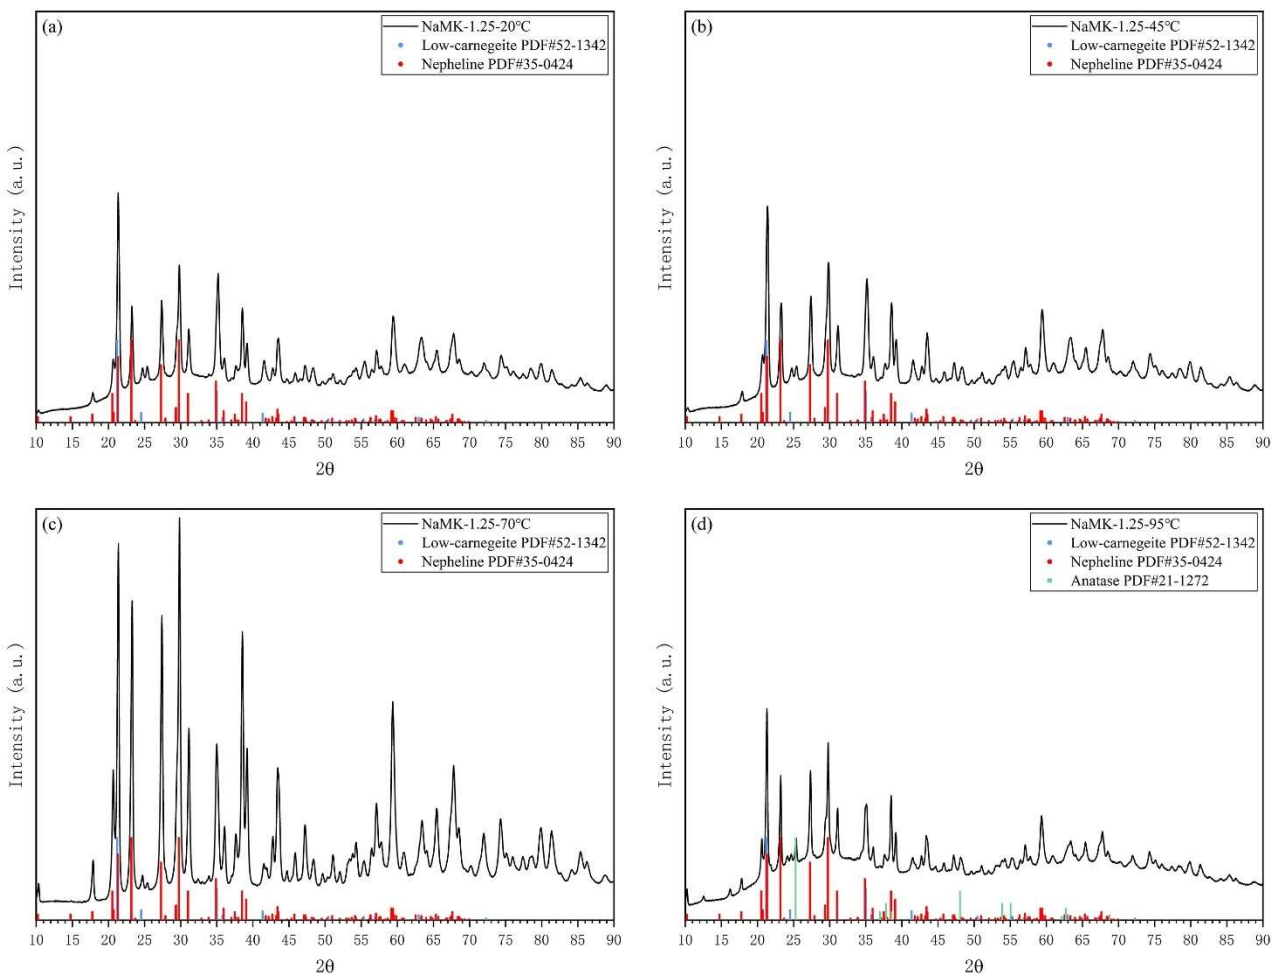 (a)
NaMK-1.25-20℃
Low-carnegeite PDF#52-1342
Nepheline PDF#35-0424
Intensity (a.u.)
10 15 20 25 30 35 40 45 50 55 60 65 70 75 80 85 90
2θ
(b)
NaMK-1.25-45℃
Low-carnegeite PDF#52-1342
Nepheline PDF#35-0424
Intensity (a.u.)
10 15 20 25 30 35 40 45 50 55 60 65 70 75 80 85 90
2θ
(c)
NaMK-1.25-70℃
Low-carnegeite PDF#52-1342
Nepheline PDF#35-0424
Intensity (a.u.)
10 15 20 25 30 35 40 45 50 55 60 65 70 75 80 85 90
2θ
(d)
NaMK-1.25-95℃
Low-carnegeite PDF#52-1342
Nepheline PDF#35-0424
Anatase PDF#21-1272
Intensity (a.u.)
10 15 20 25 30 35 40 45 50 55 60 65 70 75 80 85 90
2θ